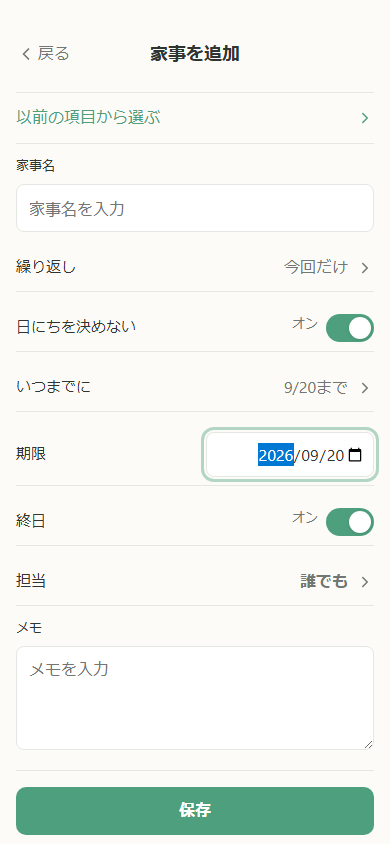 戻る 家事を追加
以前の項目から選ぶ
家事名
家事名を入力
繰り返し 今回だけ
日にちを決めない オン
いつまでに 9/20まで
期限 2026/09/20
終日 オン
担当 誰でも
メモ
メモを入力
保存